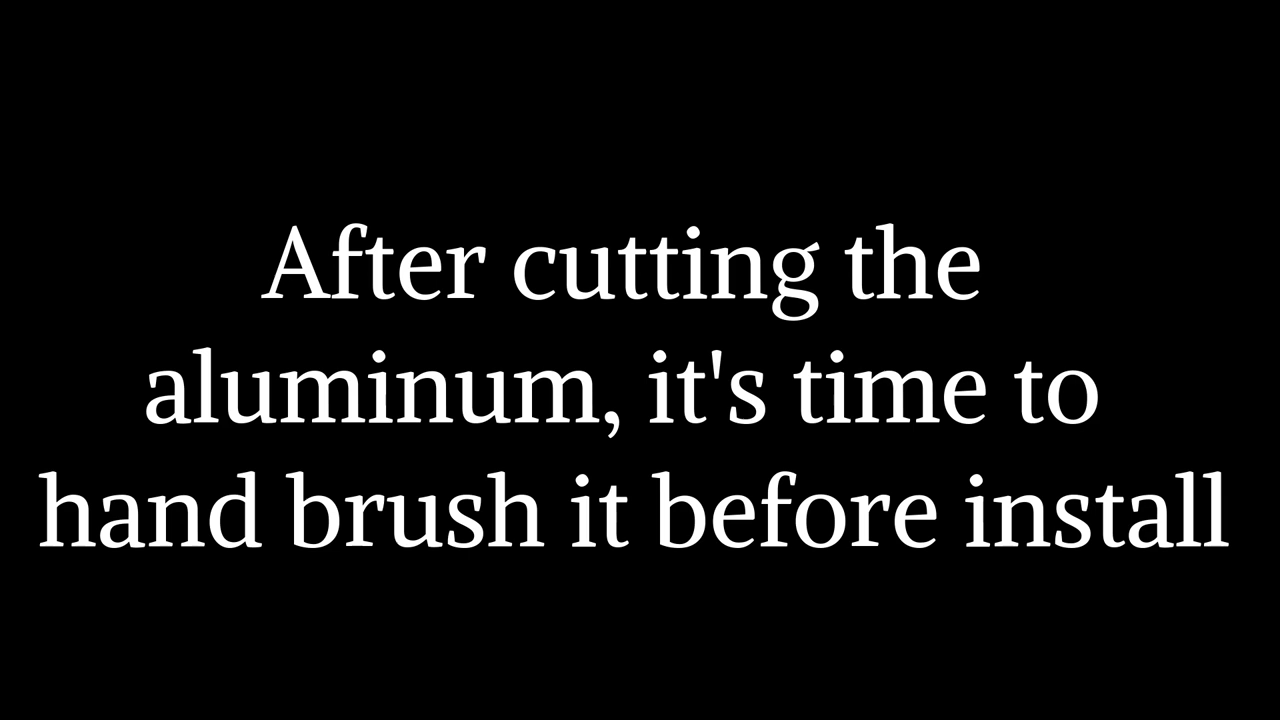 After cutting the
aluminum, it's time to
hand brush it before install